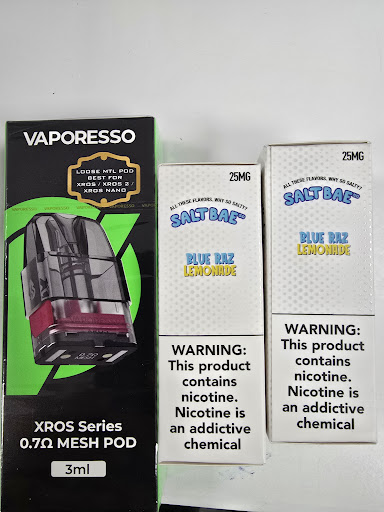 VAPORESSO
LOOSE MTL POD
BEST FOR
XROS / XROS 2 /
XROS NANO
XROS Series
0.7Ω MESH POD
3ml
25MG
ALL THESE FLAVORS, WHY SO SALTY?
SALTBAE
BLUE RAZ
LEMONADE
WARNING:
This product
contains
nicotine.
Nicotine is
an addictive
chemical
25MG
ALL THESE FLAVORS, WHY SO SALTY?
SALTBAE
BLUE RAZ
LEMONADE
WARNING:
This product
contains
nicotine.
Nicotine is
an addictive
chemical